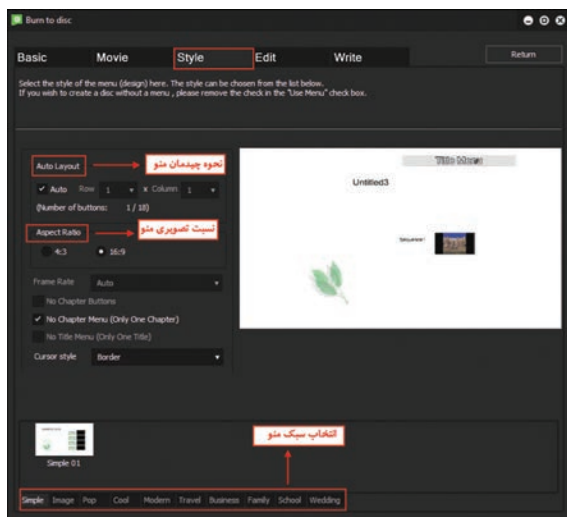 Burn to disc
Basic Movie Style Edit Write Return
Select the style of the menu (design) here. The style can be chosen from the list below.
If you wish to create a disc without a menu , please remove the check in the "Use Menu" check box.
Auto Layout نحوه چیدمان منو
Auto Row 1 x Column 1
(Number of buttons: 1 / 18)
Aspect Ratio نسبت تصویری منو
4:3 16:9
Frame Rate Auto
No Chapter Buttons
No Chapter Menu (Only One Chapter)
No Title Menu (Only One Title)
Cursor style Border
Title Menu
Untitled3
Sequence1
انتخاب سبک منو
Simple 01
Simple Image Pop Cool Modern Travel Business Family School Wedding